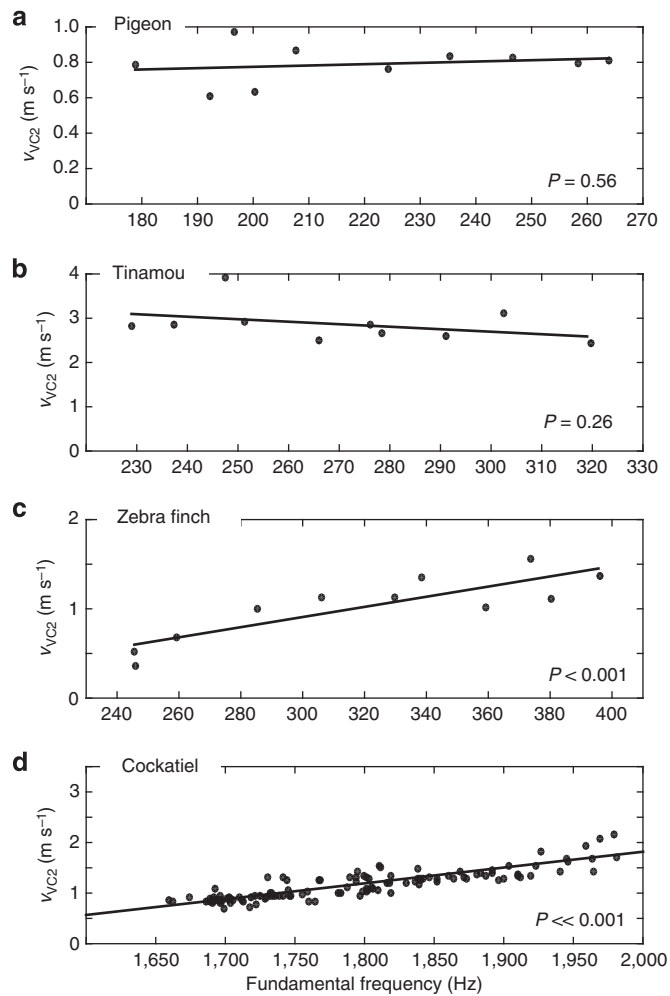 a
Pigeon
1.0
0.8
0.6
0.4
0.2
0
vVC2 (m s−1)
P = 0.56
180 190 200 210 220 230 240 250 260 270
b
Tinamou
4
3
2
1
0
vVC2 (m s−1)
P = 0.26
230 240 250 260 270 280 290 300 310 320 330
c
Zebra finch
2
1
0
vVC2 (m s−1)
P < 0.001
240 260 280 300 320 340 360 380 400
d
Cockatiel
3
2
1
0
vVC2 (m s−1)
P << 0.001
1,650 1,700 1,750 1,800 1,850 1,900 1,950 2,000
Fundamental frequency (Hz)